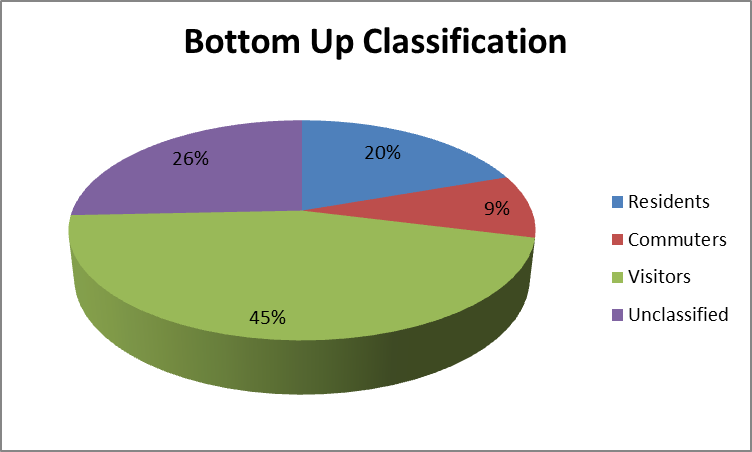 Bottom Up Classification
20%
26%
9%
45%
Residents
Commuters
Visitors
Unclassified